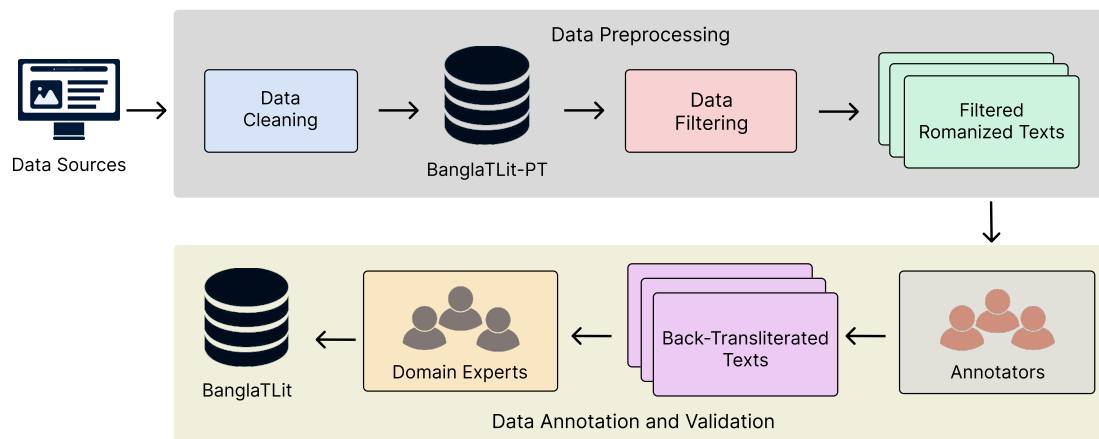 Data Preprocessing
Data Sources
Data
Cleaning
BanglaTLit-PT
Data
Filtering
Filtered
Romanized Texts
Annotators
Back-Transliterated
Texts
Domain Experts
BanglaTLit
Data Annotation and Validation